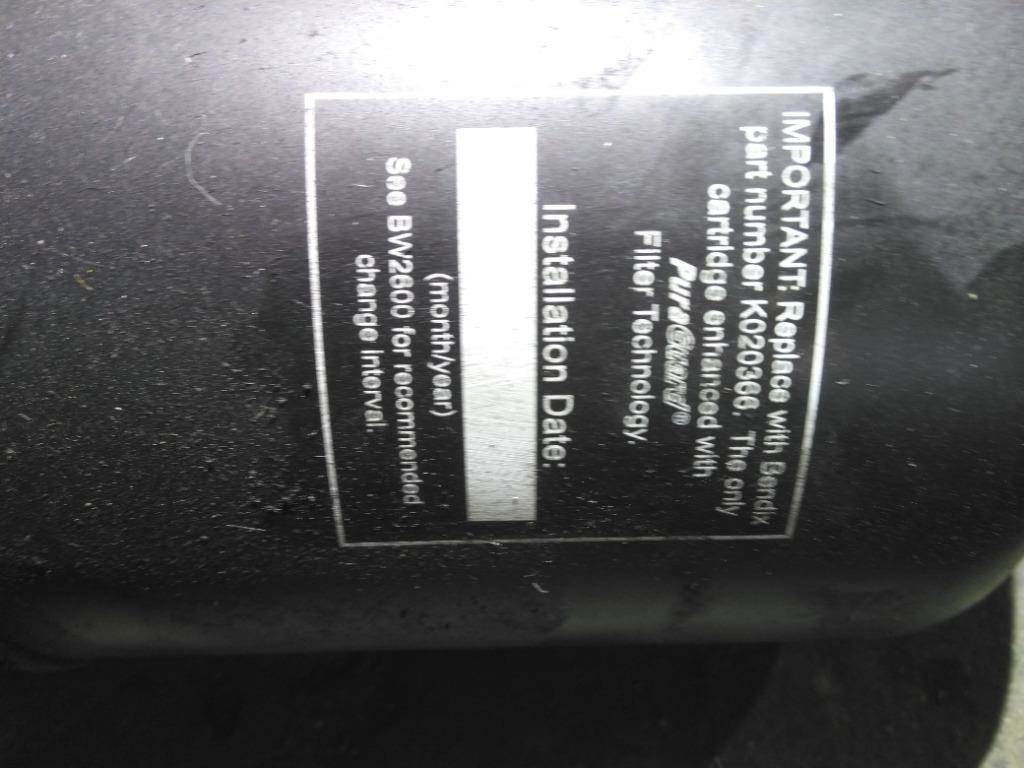 IMPORTANT: Replace with Bendix
part number K020366. The only
cartridge enhanced with
PuraGuard®
Filter Technology.
Installation Date:
(month/year)
See BW2600 for recommended
change interval.